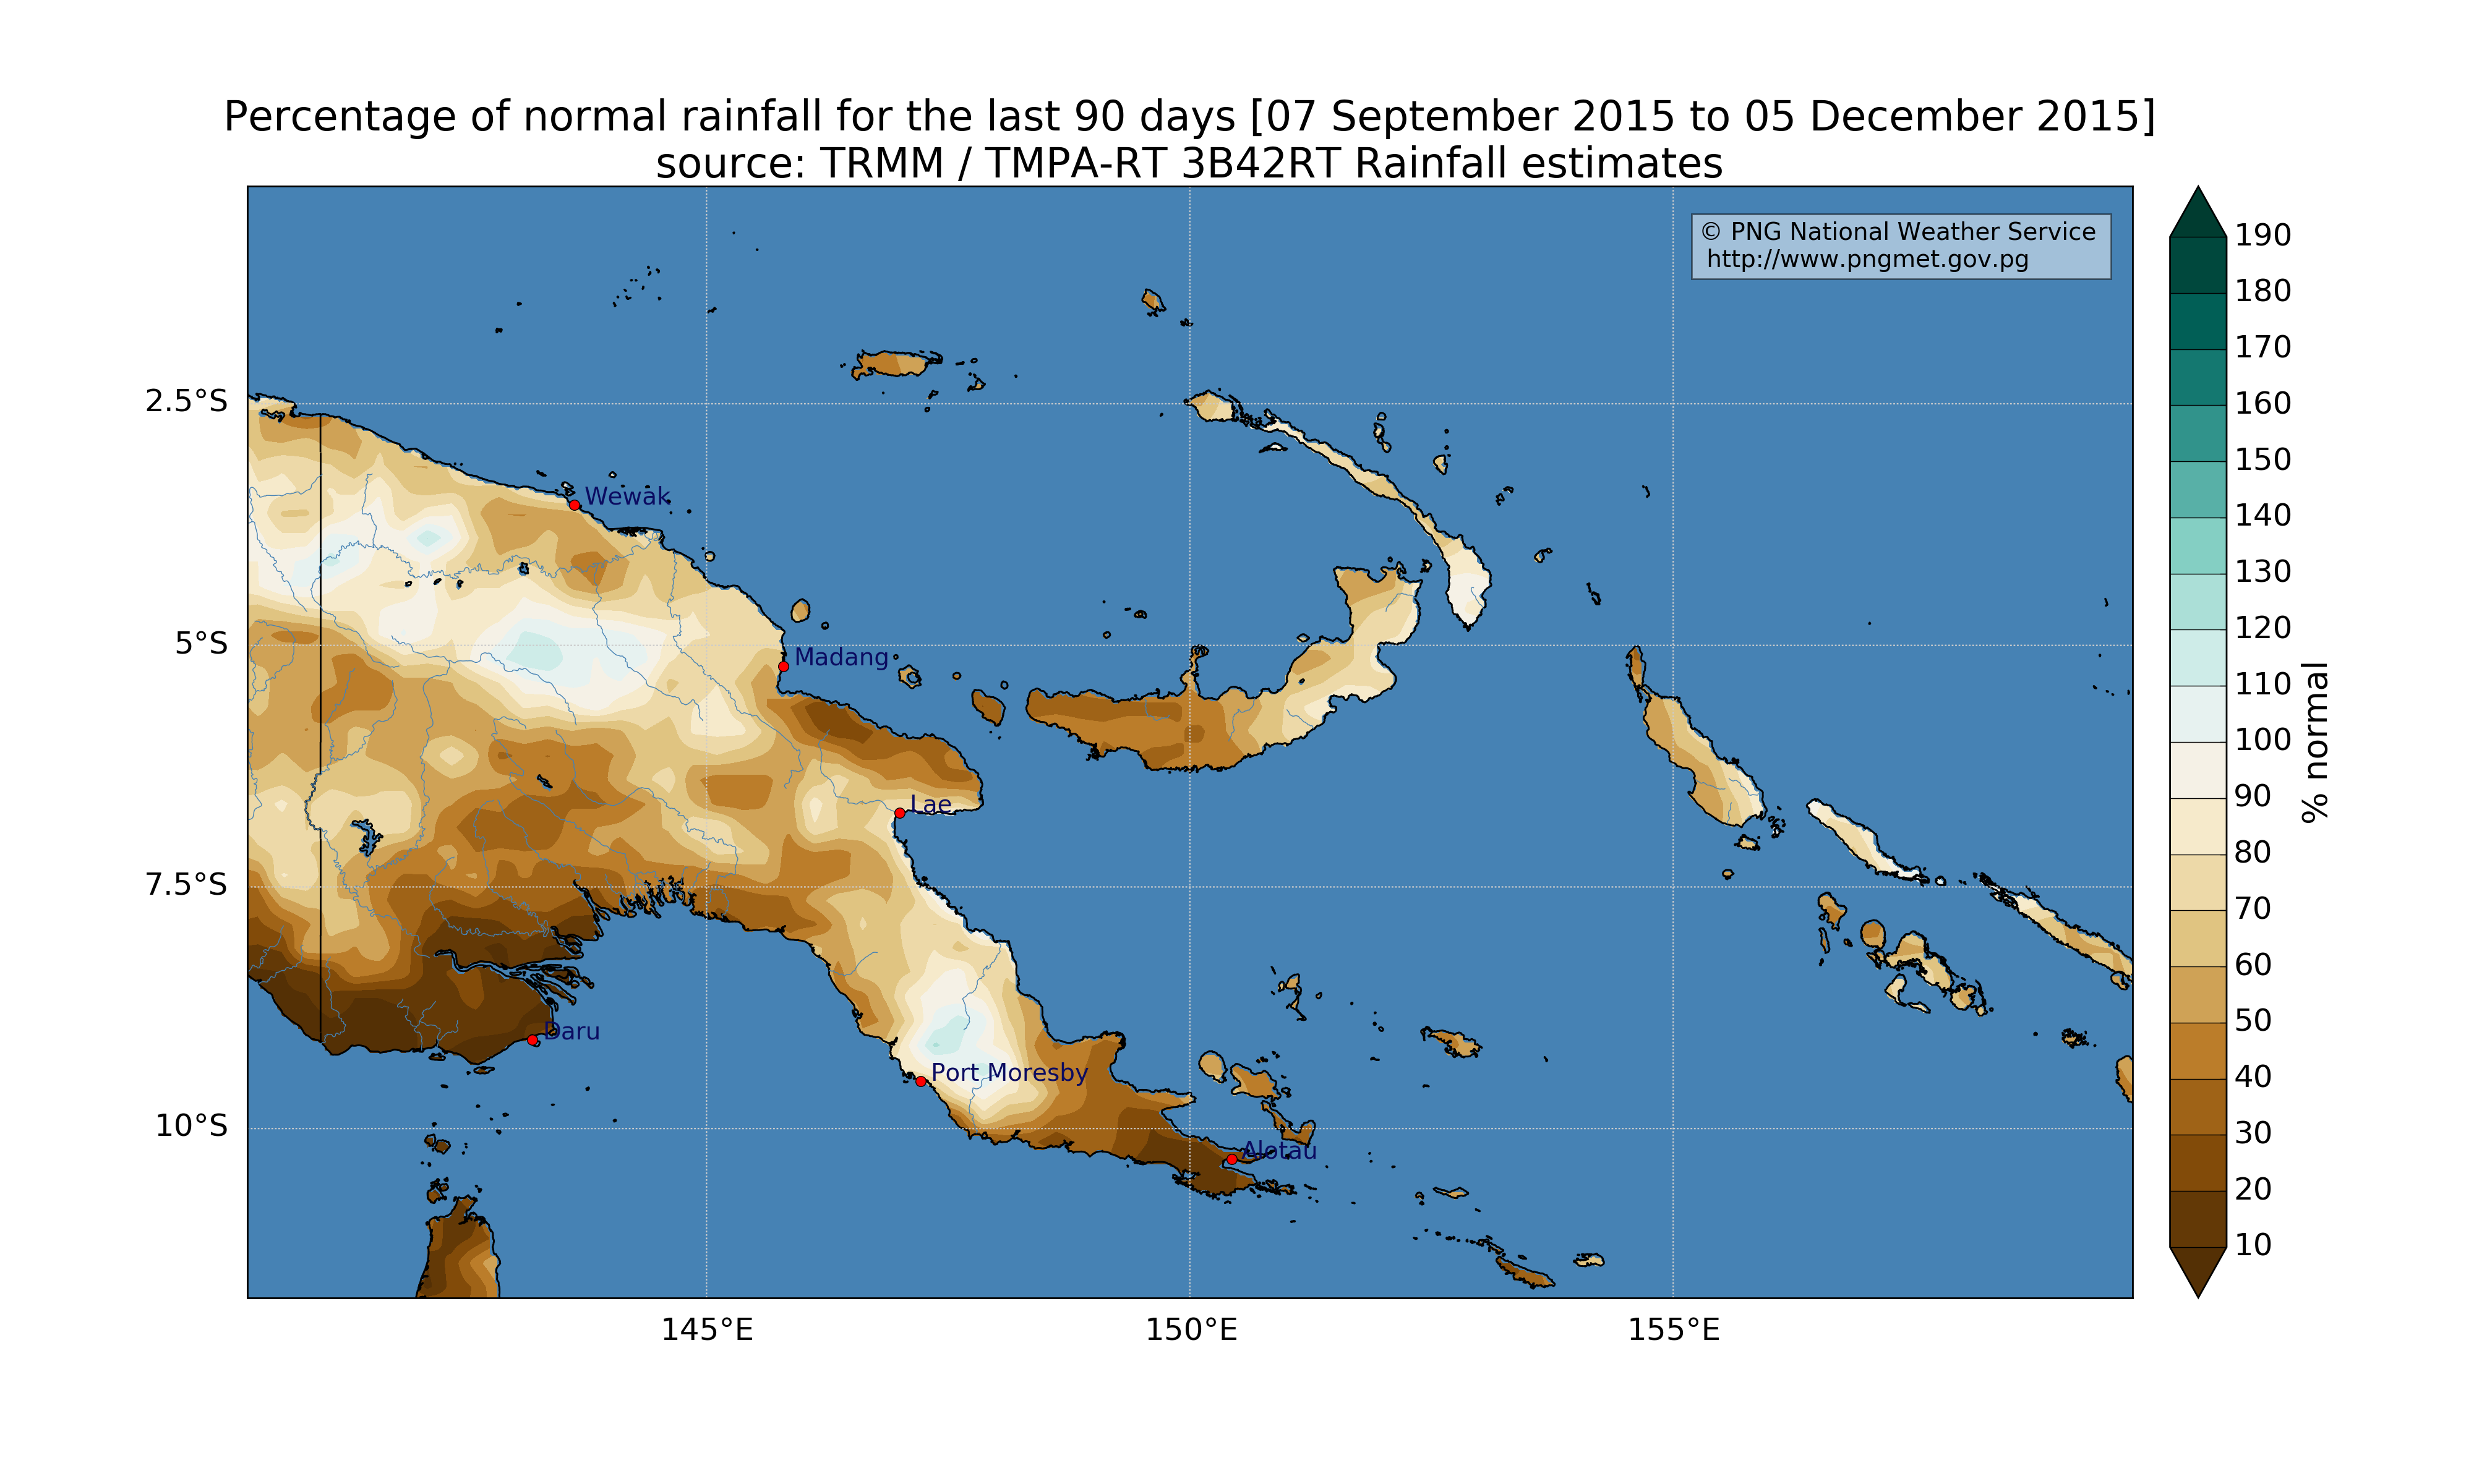 Percentage of normal rainfall for the last 90 days [07 September 2015 to 05 December 2015]
source: TRMM / TMPA-RT 3B42RT Rainfall estimates
© PNG National Weather Service
http://www.pngmet.gov.pg
2.5°S
5°S
7.5°S
10°S
145°E
150°E
155°E
Wewak
Madang
Lae
Daru
Port Moresby
Alotau
190
180
170
160
150
140
130
120
110
100
90
80
70
60
50
40
30
20
10
% normal